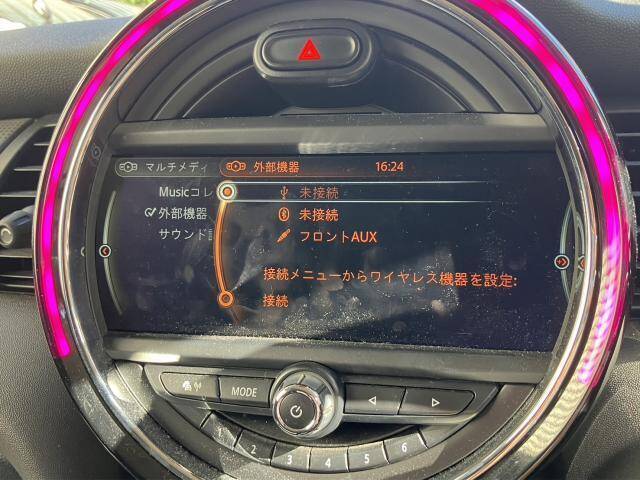 マルチメディ 外部機器 16:24
Musicコレ 未接続
外部機器 未接続
サウンド フロントAUX
接続メニューからワイヤレス機器を設定:
接続
MODE
2 3 4 5 6